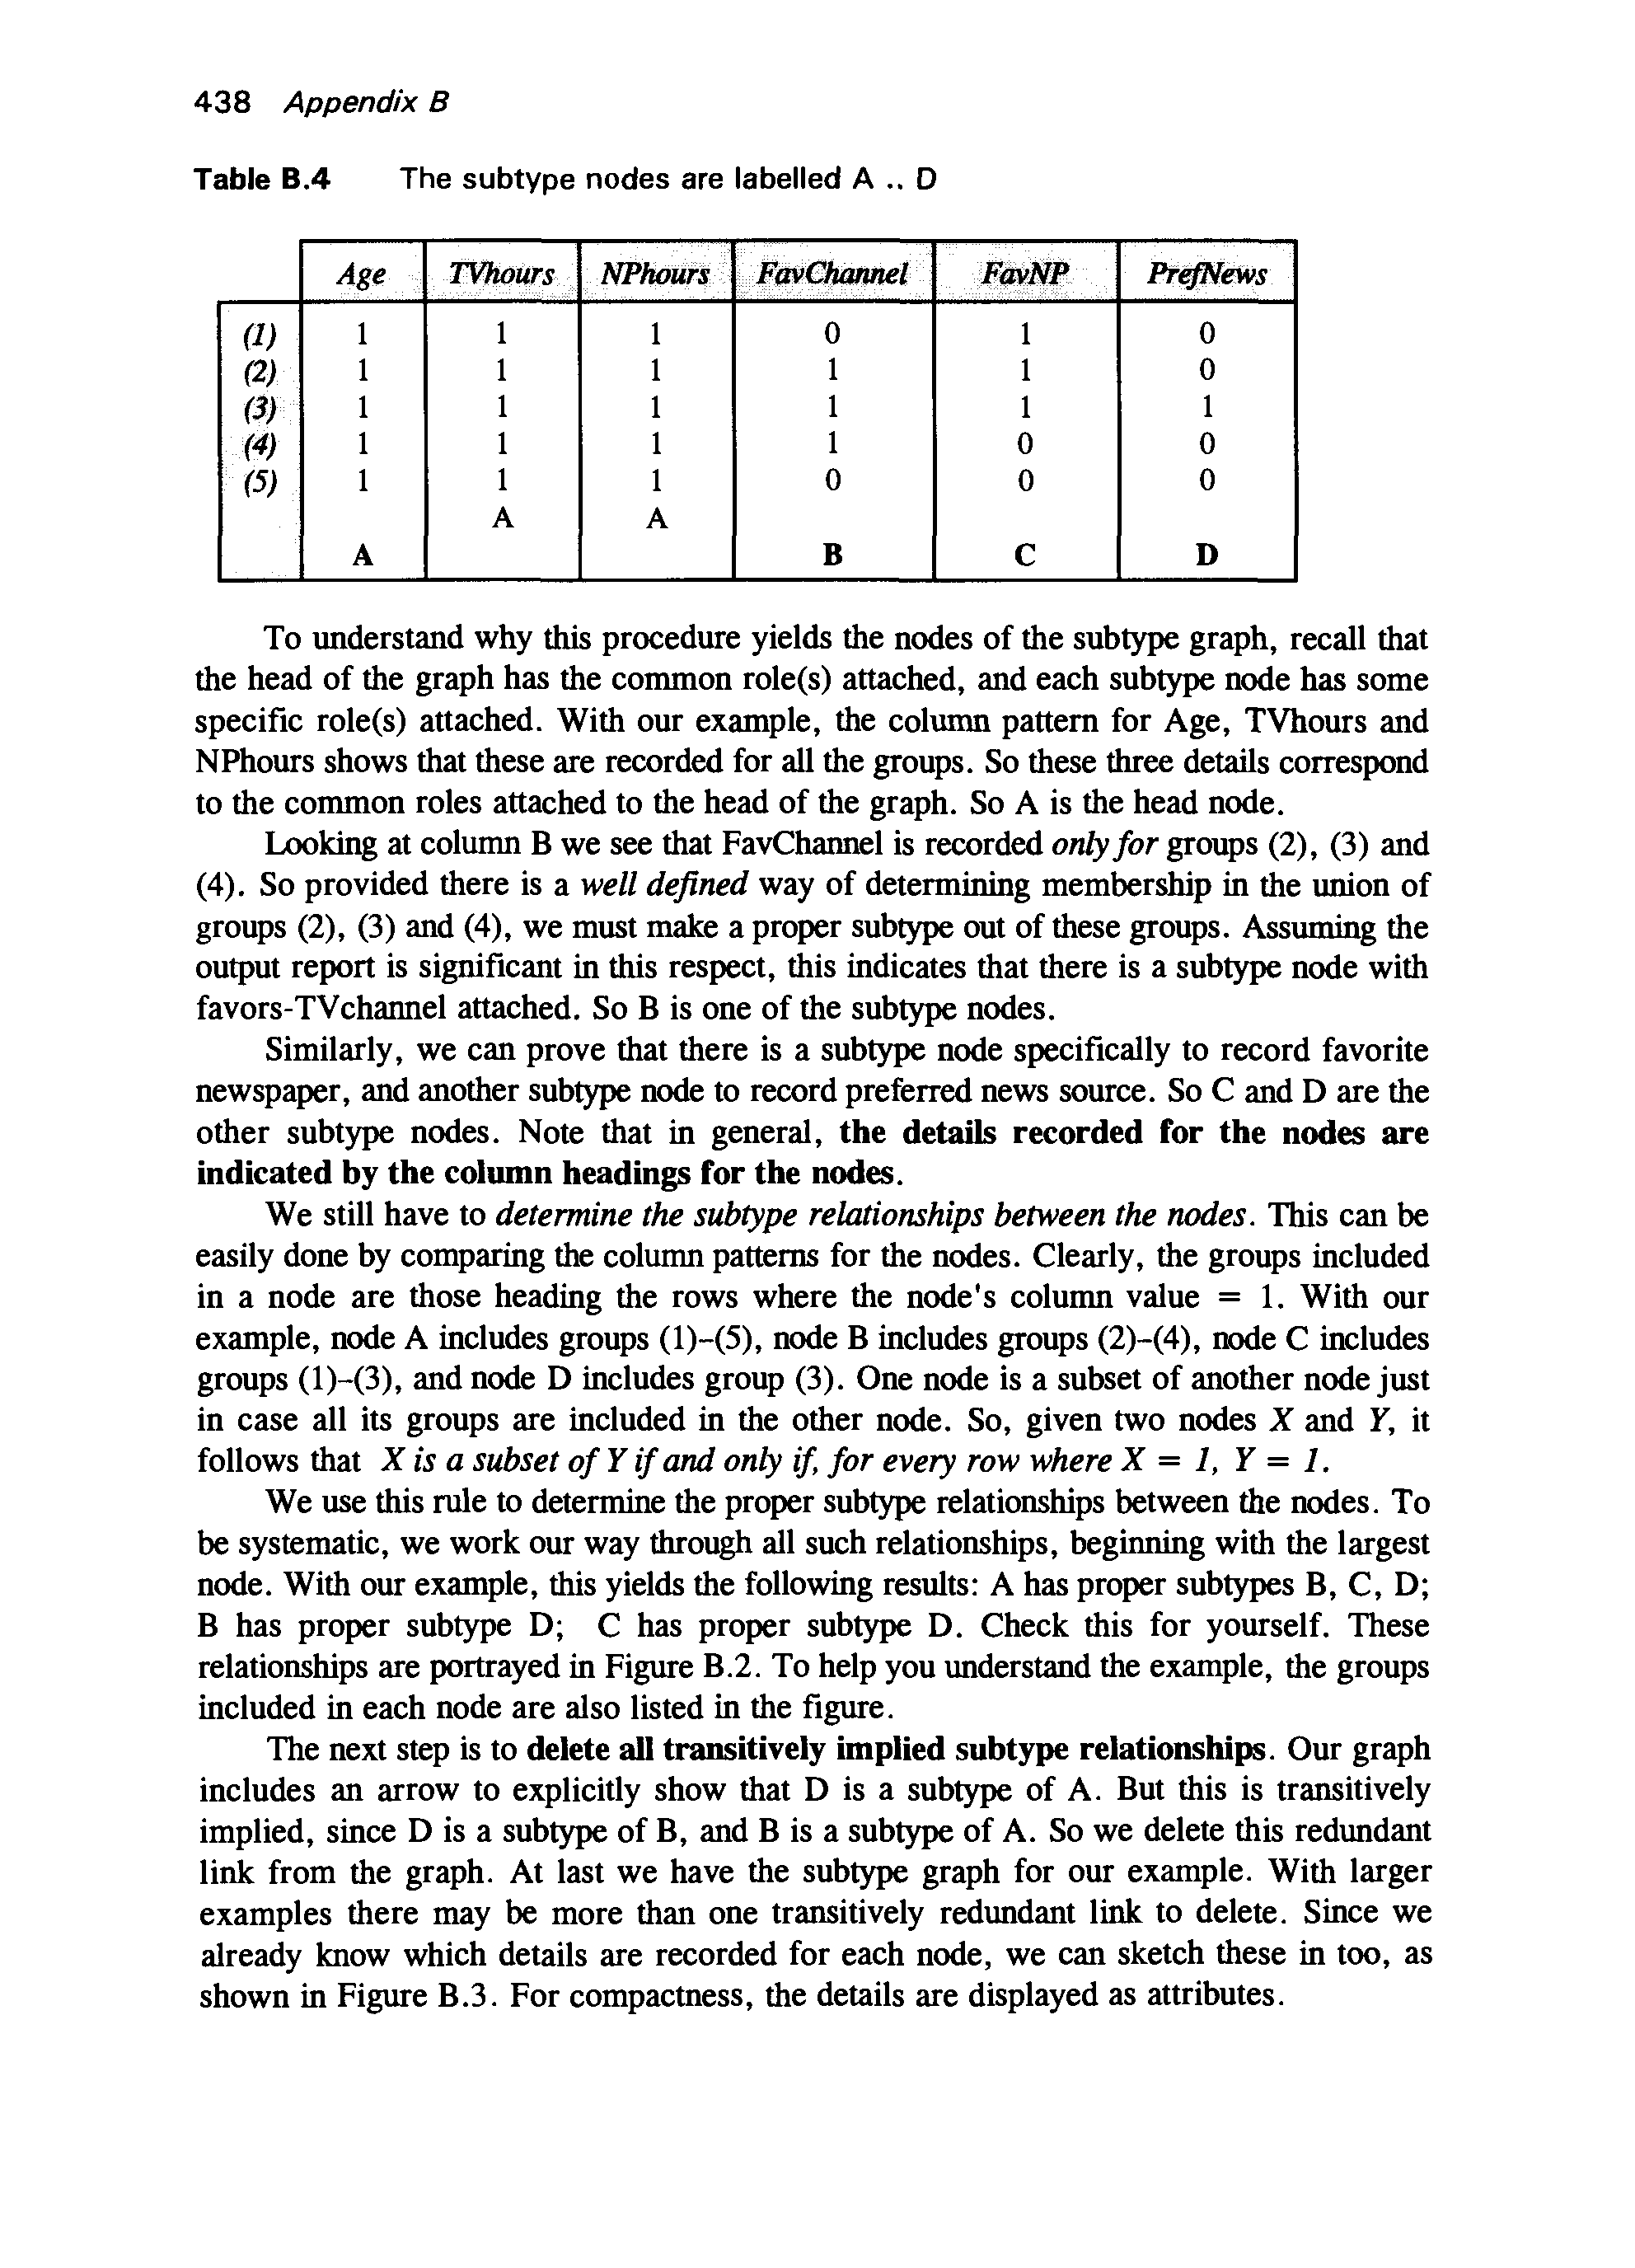 438 Appendix B
Table B.4 The subtype nodes are labelled A .. D
Age TVhours NPhours FavChannel FavNP PrefNews
(1) 1 1 1 0 1 0
(2) 1 1 1 1 1 0
(3) 1 1 1 1 1 1
(4) 1 1 1 1 0 0
(5) 1 1 1 0 0 0
A A
A B C D
To understand why this procedure yields the nodes of the subtype graph, recall that
the head of the graph has the common role(s) attached, and each subtype node has some
specific role(s) attached. With our example, the column pattern for Age, TVhours and
NPhours shows that these are recorded for all the groups. So these three details correspond
to the common roles attached to the head of the graph. So A is the head node.
Looking at column B we see that FavChannel is recorded only for groups (2), (3) and
(4). So provided there is a well defined way of determining membership in the union of
groups (2), (3) and (4), we must make a proper subtype out of these groups. Assuming the
output report is significant in this respect, this indicates that there is a subtype node with
favors-TVchannel attached. So B is one of the subtype nodes.
Similarly, we can prove that there is a subtype node specifically to record favorite
newspaper, and another subtype node to record preferred news source. So C and D are the
other subtype nodes. Note that in general, the details recorded for the nodes are
indicated by the column headings for the nodes.
We still have to determine the subtype relationships between the nodes. This can be
easily done by comparing the column patterns for the nodes. Clearly, the groups included
in a node are those heading the rows where the node's column value = 1. With our
example, node A includes groups (1)-(5), node B includes groups (2)-(4), node C includes
groups (1)-(3), and node D includes group (3). One node is a subset of another node just
in case all its groups are included in the other node. So, given two nodes X and Y, it
follows that X is a subset of Y if and only if, for every row where X = 1, Y = 1.
We use this rule to determine the proper subtype relationships between the nodes. To
be systematic, we work our way through all such relationships, beginning with the largest
node. With our example, this yields the following results: A has proper subtypes B, C, D;
B has proper subtype D; C has proper subtype D. Check this for yourself. These
relationships are portrayed in Figure B.2. To help you understand the example, the groups
included in each node are also listed in the figure.
The next step is to delete all transitively implied subtype relationships. Our graph
includes an arrow to explicitly show that D is a subtype of A. But this is transitively
implied, since D is a subtype of B, and B is a subtype of A. So we delete this redundant
link from the graph. At last we have the subtype graph for our example. With larger
examples there may be more than one transitively redundant link to delete. Since we
already know which details are recorded for each node, we can sketch these in too, as
shown in Figure B.3. For compactness, the details are displayed as attributes.